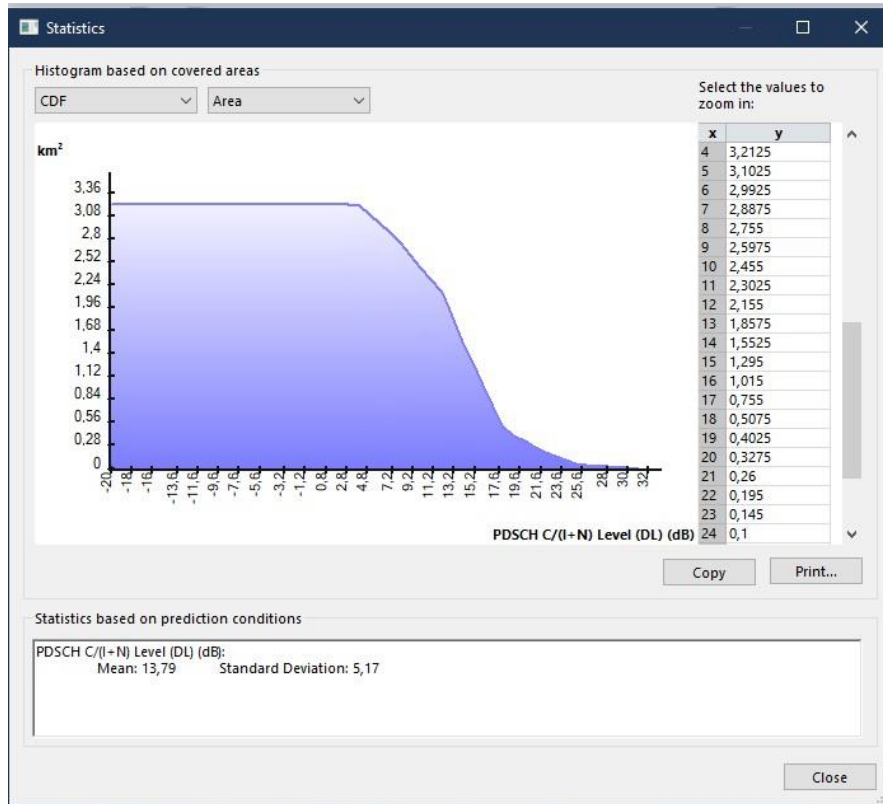 Statistics
Histogram based on covered areas
CDF Area
Select the values to
zoom in:
km²
3,36
3,08
2,8
2,52
2,24
1,96
1,68
1,4
1,12
0,84
0,56
0,28
0
-20 -18 -16 -13,6 -11,6 -9,6 -7,6 -5,6 -3,2 -1,2 0,8 2,8 4,8 7,2 9,2 11,2 13,2 15,2 17,6 19,6 21,6 23,6 25,6 28 30 32
PDSCH C/(I+N) Level (DL) (dB)
x y
4 3,2125
5 3,1025
6 2,9925
7 2,8875
8 2,755
9 2,5975
10 2,455
11 2,3025
12 2,155
13 1,8575
14 1,5525
15 1,295
16 1,015
17 0,755
18 0,5075
19 0,4025
20 0,3275
21 0,26
22 0,195
23 0,145
24 0,1
Copy Print...
Statistics based on prediction conditions
PDSCH C/(I+N) Level (DL) (dB):
Mean: 13,79 Standard Deviation: 5,17
Close